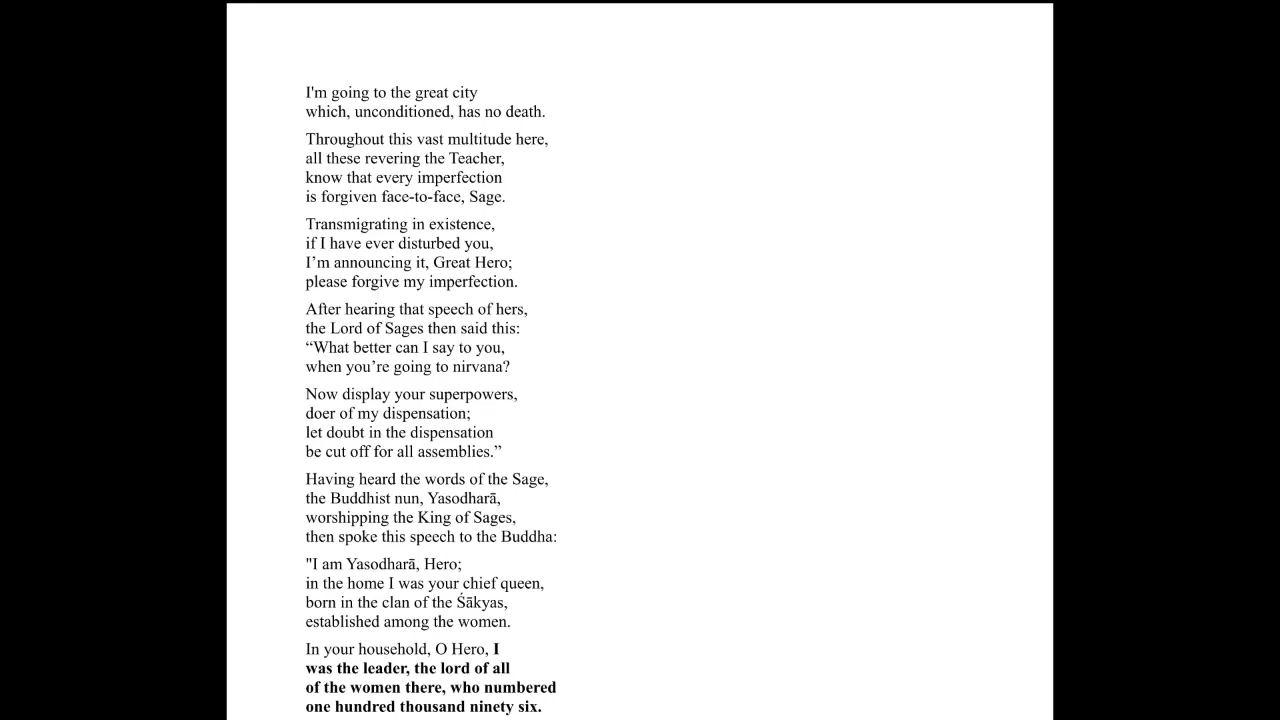 I'm going to the great city
which, unconditioned, has no death.
Throughout this vast multitude here,
all these revering the Teacher,
know that every imperfection
is forgiven face-to-face, Sage.
Transmigrating in existence,
if I have ever disturbed you,
I’m announcing it, Great Hero;
please forgive my imperfection.
After hearing that speech of hers,
the Lord of Sages then said this:
“What better can I say to you,
when you’re going to nirvana?
Now display your superpowers,
doer of my dispensation;
let doubt in the dispensation
be cut off for all assemblies.”
Having heard the words of the Sage,
the Buddhist nun, Yasodharā,
worshipping the King of Sages,
then spoke this speech to the Buddha:
"I am Yasodharā, Hero;
in the home I was your chief queen,
born in the clan of the Śākyas,
established among the women.
In your household, O Hero, I
was the leader, the lord of all
of the women there, who numbered
one hundred thousand ninety six.